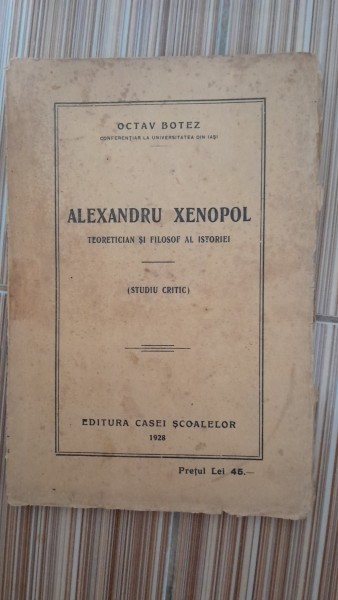 OCTAV BOTEZ
CONFERENȚIAR LA UNIVERSITATEA DIN IAȘI
ALEXANDRU XENOPOL
TEORETICIAN ȘI FILOSOF AL ISTORIEI
(STUDIU CRITIC)
EDITURA CASEI ȘCOALELOR
1928
Prețul Lei 45.—